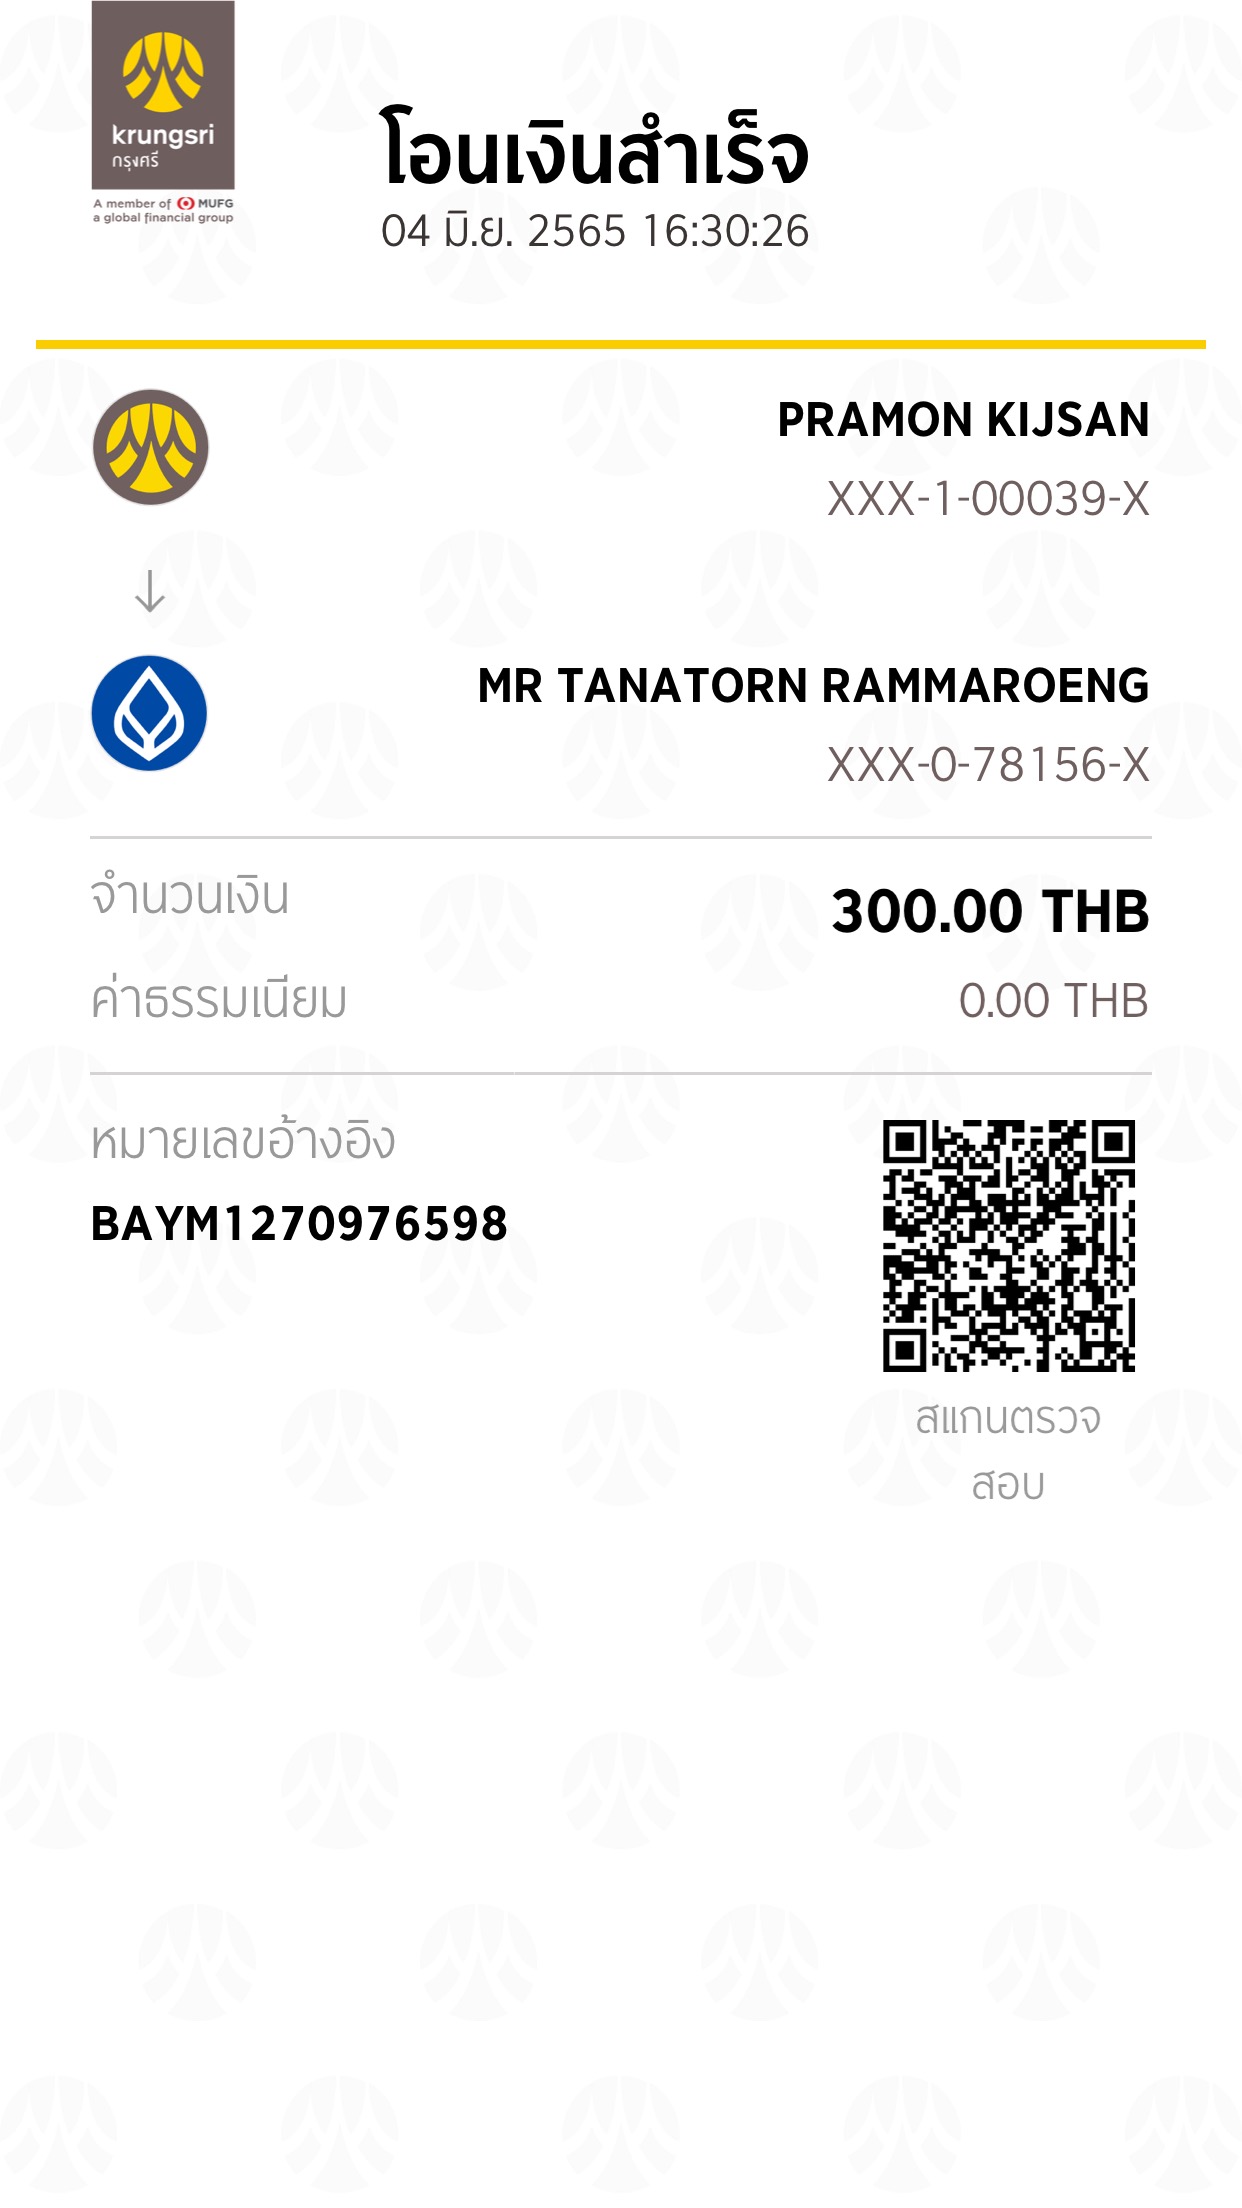 krungsri
กรุงศรี
A member of MUFG
a global financial group
โอนเงินสำเร็จ
04 มิ.ย. 2565 16:30:26
PRAMON KIJSAN
XXX-1-00039-X
MR TANATORN RAMMAROENG
XXX-0-78156-X
จำนวนเงิน
300.00 THB
ค่าธรรมเนียม
0.00 THB
หมายเลขอ้างอิง
BAYM1270976598
สแกนตรวจ
สอบ